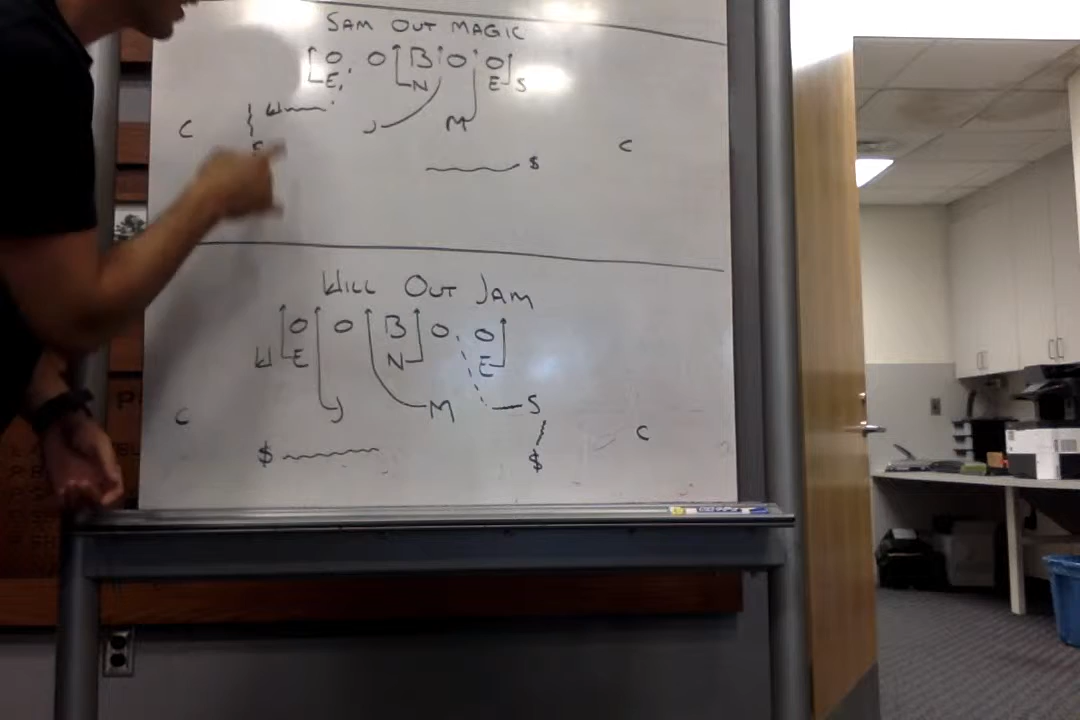 SAM OUT MAGIC
O O B O O
E N E S
W
C J M C
$
WILL OUT JAM
O O B O O
W E N E
C J M S C
$ $